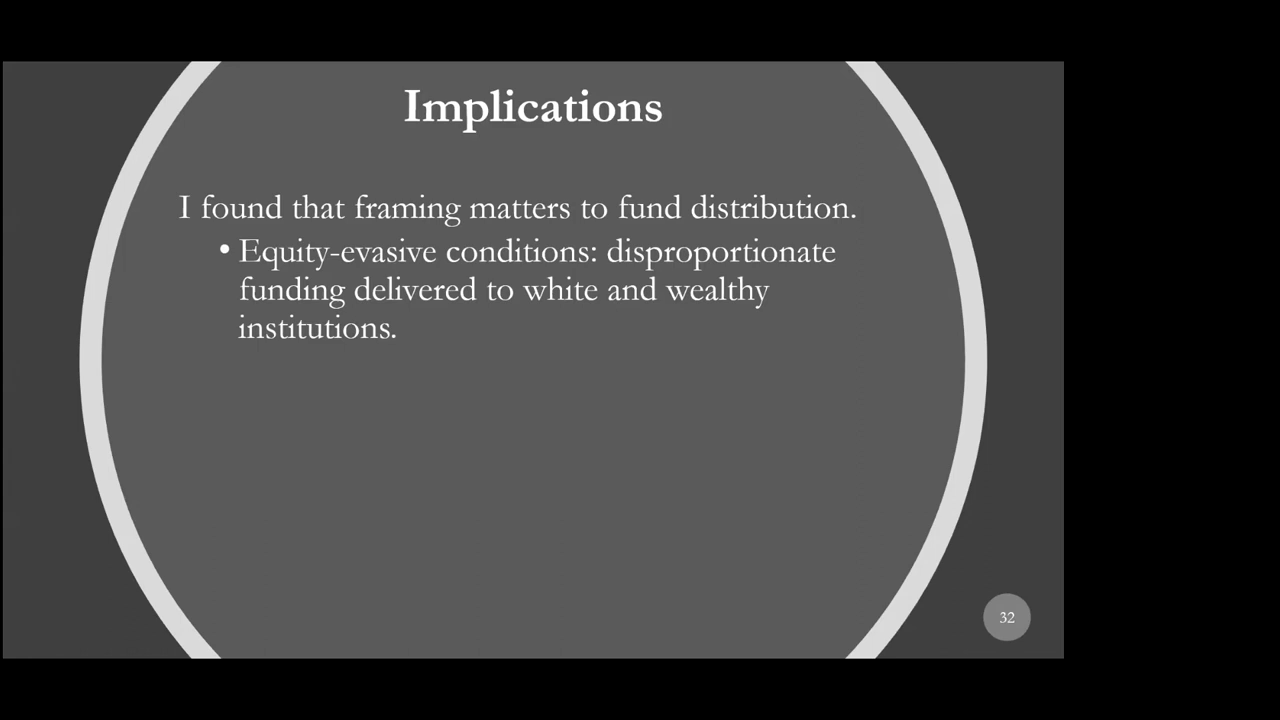 Implications
I found that framing matters to fund distribution.
• Equity-evasive conditions: disproportionate
funding delivered to white and wealthy
institutions.
32